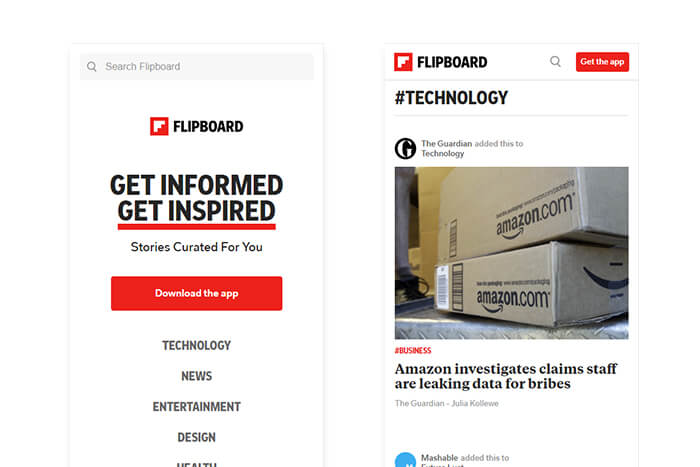 Search Flipboard
FLIPBOARD
GET INFORMED
GET INSPIRED
Stories Curated For You
Download the app
TECHNOLOGY
NEWS
ENTERTAINMENT
DESIGN
HEALTH
FLIPBOARD
Get the app
#TECHNOLOGY
The Guardian added this to
Technology
amazon.com
amazon.com
#BUSINESS
Amazon investigates claims staff
are leaking data for bribes
The Guardian - Julia Kollewe
Mashable added this to